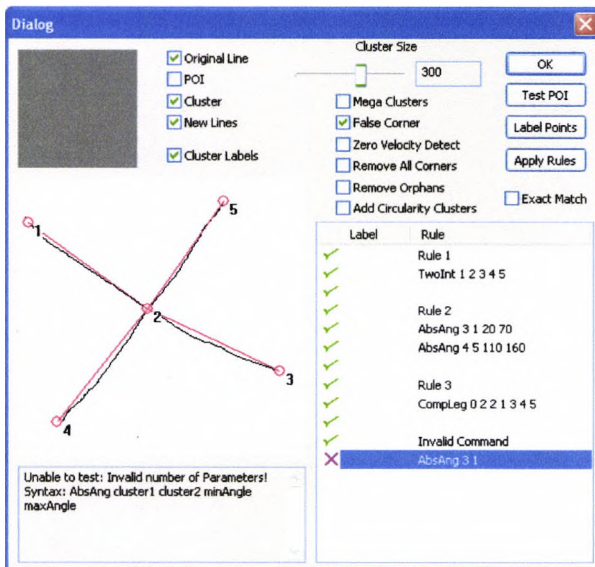 Dialog
Original Line
POI
Cluster
New Lines
Cluster Labels
Cluster Size
300
Mega Clusters
False Corner
Zero Velocity Detect
Remove All Corners
Remove Orphans
Add Circularity Clusters
OK
Test POI
Label Points
Apply Rules
Exact Match
1
5
2
3
4
Label Rule
Rule 1
TwoInt 1 2 3 4 5
Rule 2
AbsAng 3 1 20 70
AbsAng 4 5 110 160
Rule 3
CompLeg 0 2 2 1 3 4 5
Invalid Command
AbsAng 3 1
Unable to test: Invalid number of Parameters!
Syntax: AbsAng cluster1 cluster2 minAngle
maxAngle